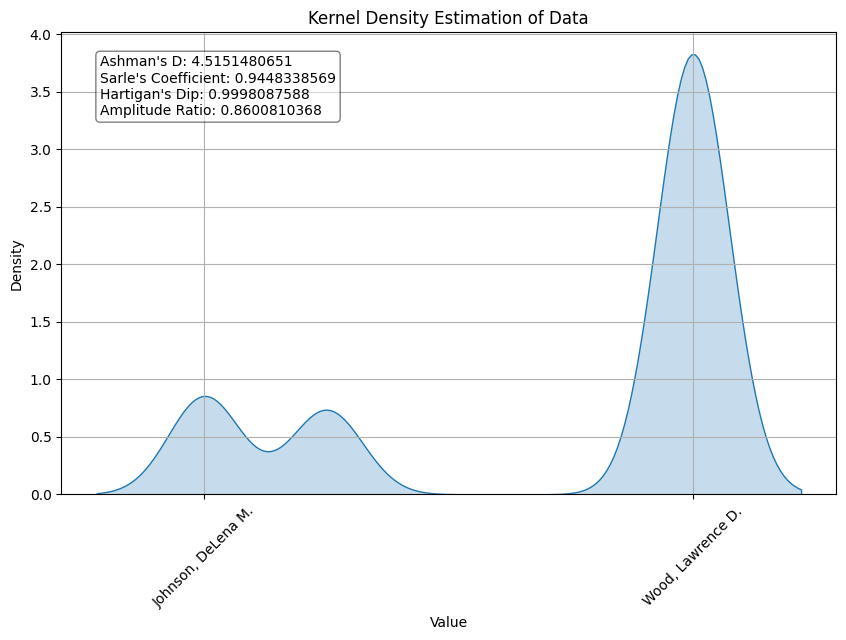 Kernel Density Estimation of Data
Ashman's D: 4.5151480651
Sarle's Coefficient: 0.9448338569
Hartigan's Dip: 0.9998087588
Amplitude Ratio: 0.8600810368
4.0
3.5
3.0
2.5
2.0
1.5
1.0
0.5
0.0
Density
Johnson, DeLena M.
Wood, Lawrence D.
Value